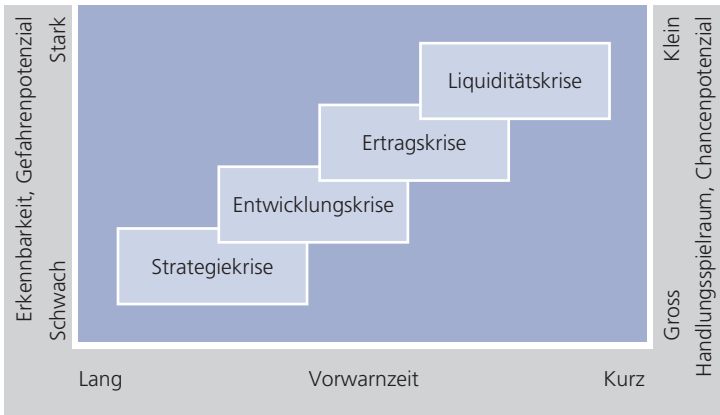 Erkennbarkeit, Gefahrenpotenzial
Stark
Schwach
Liquiditätskrise
Ertragskrise
Entwicklungskrise
Strategiekrise
Klein
Gross
Handlungsspielraum, Chancenpotenzial
Lang
Vorwarnzeit
Kurz